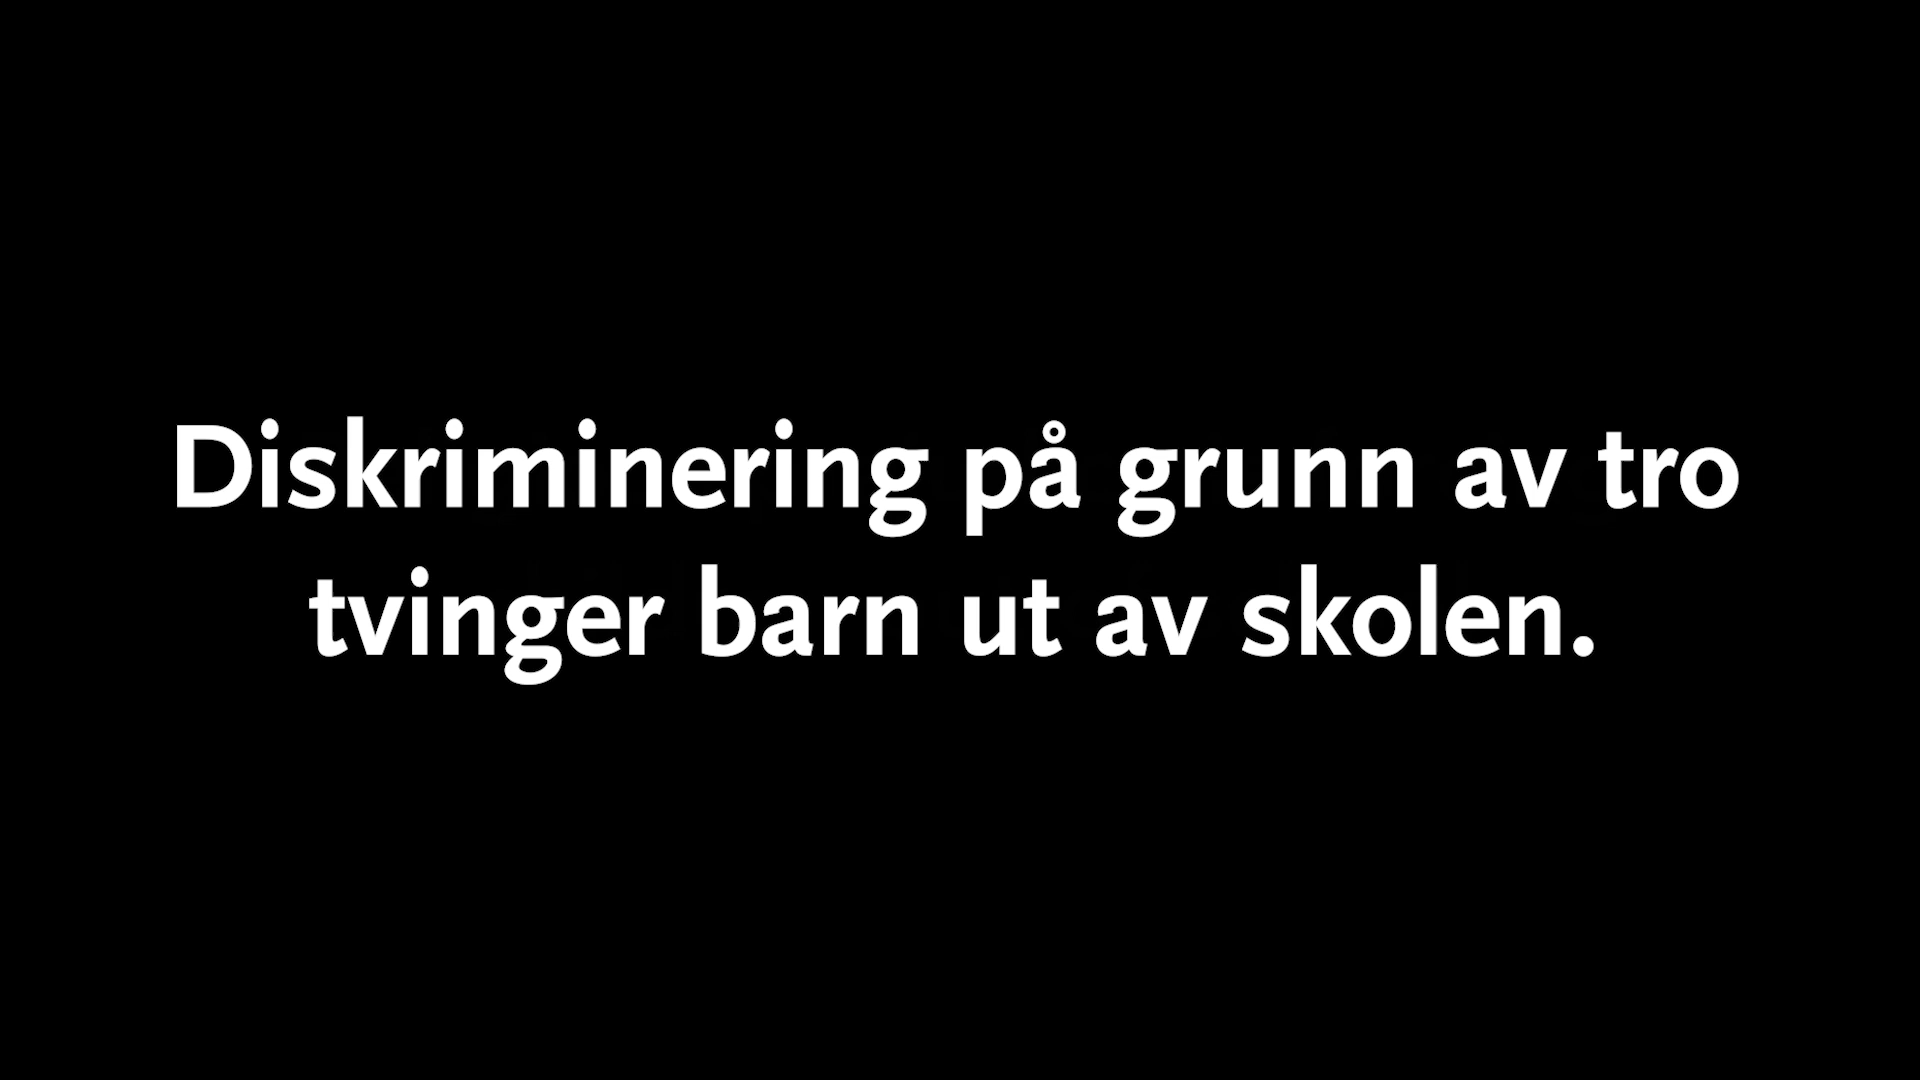 Diskriminering på grunn av tro
tvinger barn ut av skolen.